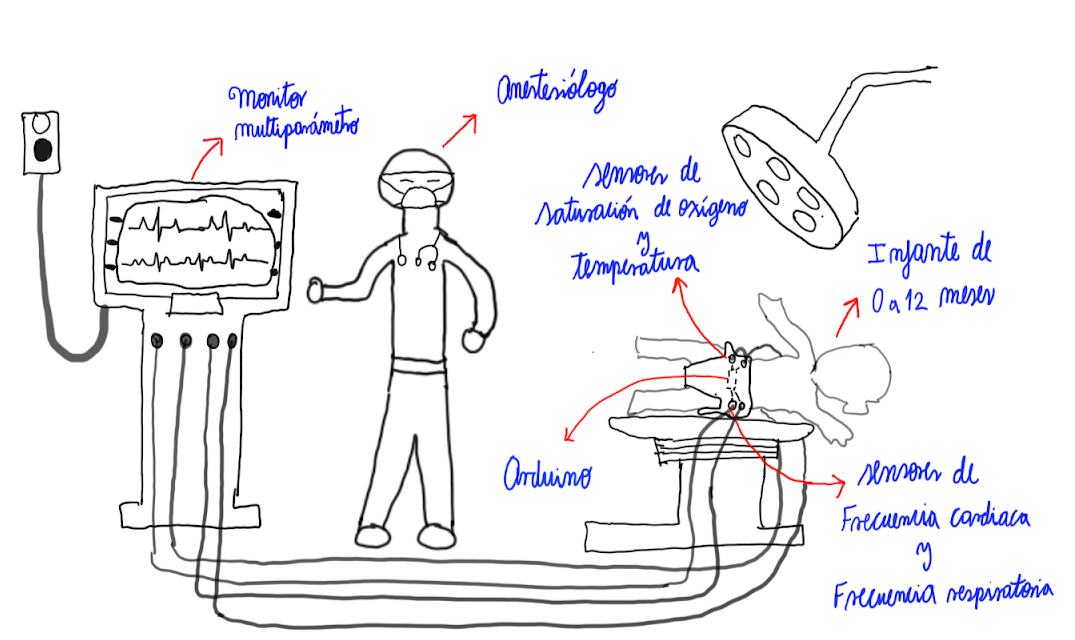 Monitor
multiparámetro
Anestesiólogo
sensores de
saturación de oxígeno
y
temperatura
Infante de
0 a 12 meses
Arduino
sensores de
Frecuencia cardiaca
y
Frecuencia respiratoria